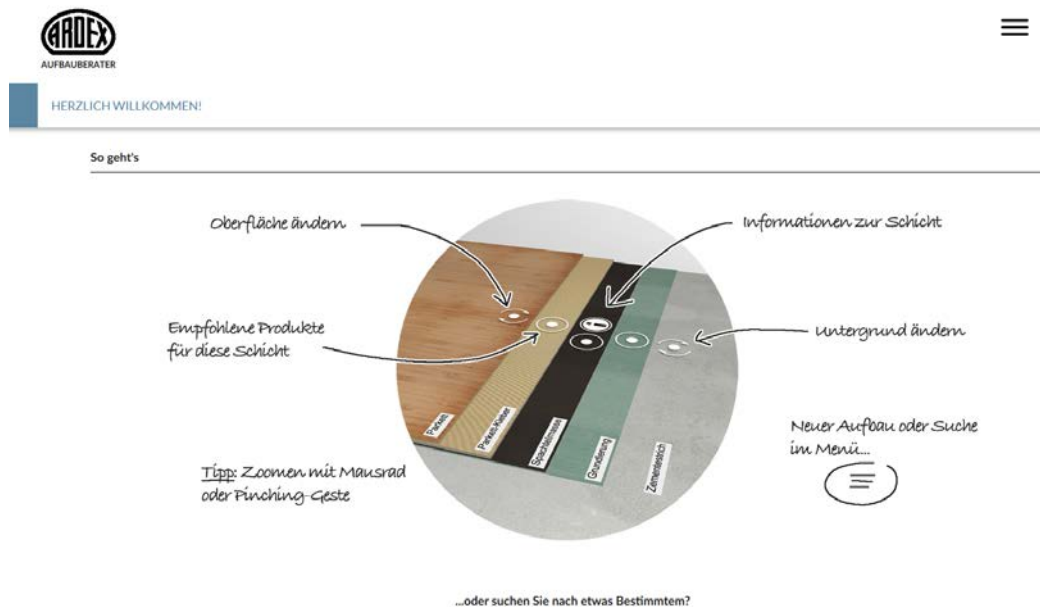 ARDEX
AUFBAUBERATER
HERZLICH WILLKOMMEN!
So geht's
Oberfläche ändern
Informationen zur Schicht
Empfohlene Produkte
für diese Schicht
Untergrund ändern
Parkett
Parkett-Kleber
Spachtelmasse
Grundierung
Zementestrich
Neuer Aufbau oder Suche
im Menü...
Tipp: Zoomen mit Mausrad
oder Pinching-Geste
...oder suchen Sie nach etwas Bestimmtem?